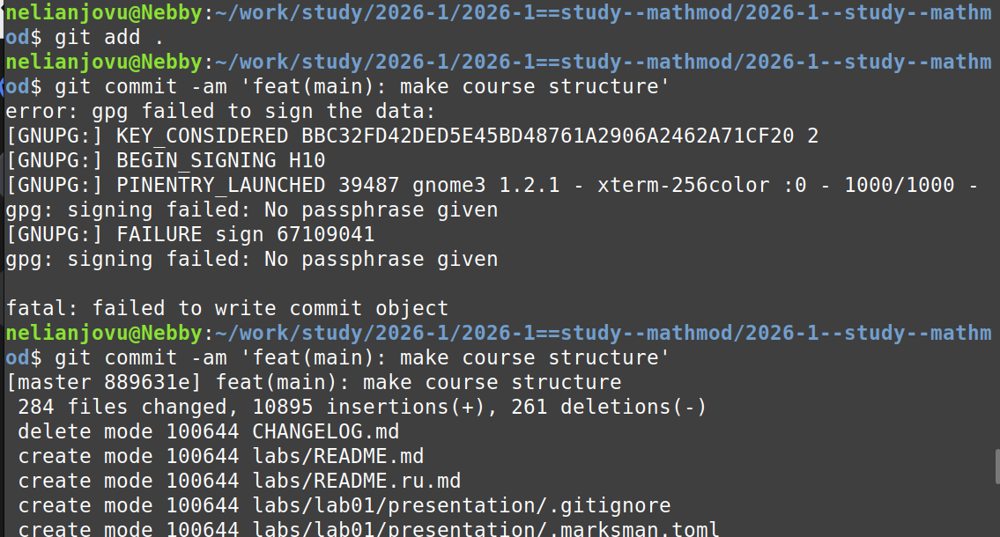 nelianjovu@Nebby:~/work/study/2026-1/2026-1==study--mathmod/2026-1--study--mathm
od$ git add .
nelianjovu@Nebby:~/work/study/2026-1/2026-1==study--mathmod/2026-1--study--mathm
od$ git commit -am 'feat(main): make course structure'
error: gpg failed to sign the data:
[GNUPG:] KEY_CONSIDERED BBC32FD42DED5E45BD48761A2906A2462A71CF20 2
[GNUPG:] BEGIN_SIGNING H10
[GNUPG:] PINENTRY_LAUNCHED 39487 gnome3 1.2.1 - xterm-256color :0 - 1000/1000 -
gpg: signing failed: No passphrase given
[GNUPG:] FAILURE sign 67109041
gpg: signing failed: No passphrase given
fatal: failed to write commit object
nelianjovu@Nebby:~/work/study/2026-1/2026-1==study--mathmod/2026-1--study--mathm
od$ git commit -am 'feat(main): make course structure'
[master 889631e] feat(main): make course structure
 284 files changed, 10895 insertions(+), 261 deletions(-)
 delete mode 100644 CHANGELOG.md
 create mode 100644 labs/README.md
 create mode 100644 labs/README.ru.md
 create mode 100644 labs/lab01/presentation/.gitignore
 create mode 100644 labs/lab01/presentation/.marksman.toml